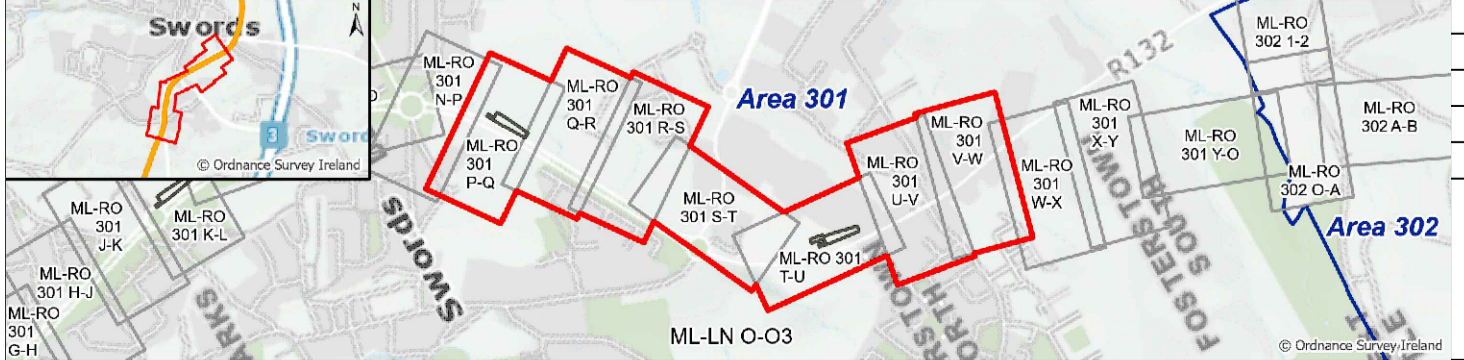 N
Swords
3
Sword
© Ordnance Survey Ireland
ML-RO
301
J-K
ML-RO
301 K-L
ML-RO
301 H-J
ML-RO
301
G-H
ML-RO
301
N-P
ML-RO
301
P-Q
ML-RO
301
Q-R
ML-RO
301 R-S
ML-RO
301 S-T
Area 301
ML-RO 301
T-U
ML-RO
301
U-V
ML-RO
301
V-W
ML-RO
301
W-X
ML-RO
301
X-Y
ML-RO
301 Y-O
ML-RO
302 1-2
ML-RO
302 A-B
ML-RO
302 O-A
Area 302
R132
Swords
ML-LN O-O3
FOSTERSTOWN
SOUTH
© Ordnance Survey Ireland